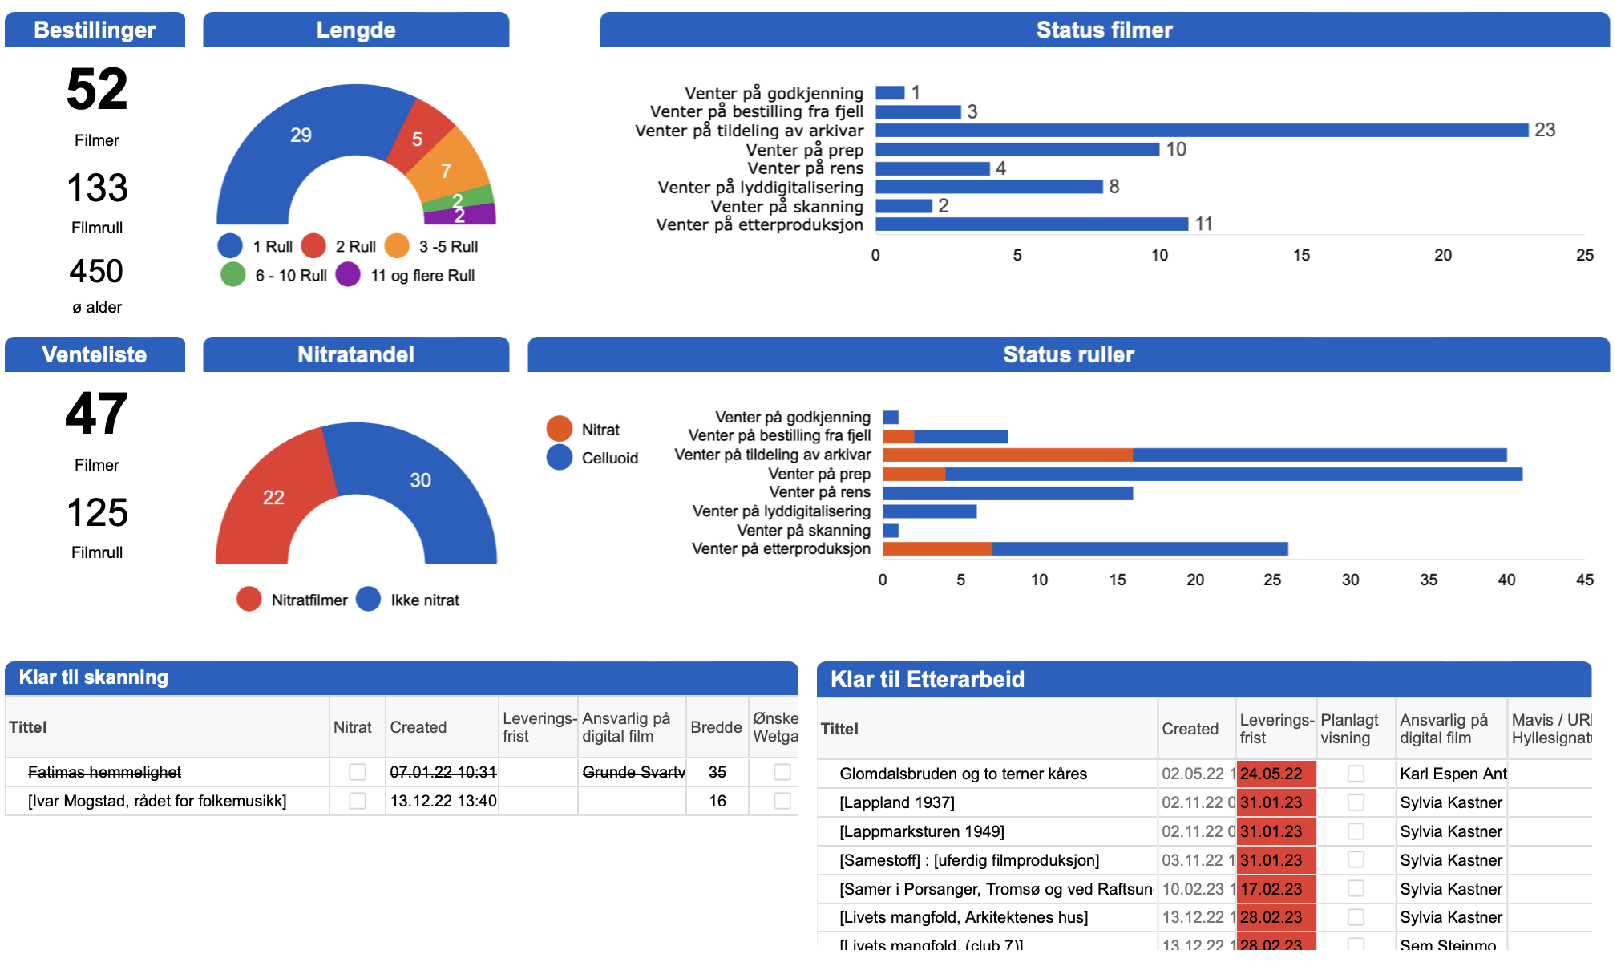 Bestillinger
52
Filmer
133
Filmrull
450
ø alder
Lengde
29
5
7
2
2
1 Rull
2 Rull
3 -5 Rull
6 - 10 Rull
11 og flere Rull
Status filmer
Venter på godkjenning 1
Venter på bestilling fra fjell 3
Venter på tildeling av arkivar 23
Venter på prep 10
Venter på rens 4
Venter på lyddigitalisering 8
Venter på skanning 2
Venter på etterproduksjon 11
0 5 10 15 20 25
Venteliste
47
Filmer
125
Filmrull
Nitratandel
22
30
Nitratfilmer
Ikke nitrat
Status ruller
Nitrat
Celluoid
Venter på godkjenning
Venter på bestilling fra fjell
Venter på tildeling av arkivar
Venter på prep
Venter på rens
Venter på lyddigitalisering
Venter på skanning
Venter på etterproduksjon
0 5 10 15 20 25 30 35 40 45
Klar til skanning
Tittel Nitrat Created Leverings-frist Ansvarlig på digital film Bredde Ønske Wetga
Fatimas hemmelighet 07.01.22 10:31 Grunde Svartv 35
[Ivar Mogstad, rådet for folkemusikk] 13.12.22 13:40 16
Klar til Etterarbeid
Tittel Created Leverings-frist Planlagt visning Ansvarlig på digital film Mavis / URI Hyllesignatu
Glomdalsbruden og to terner kåres 02.05.22 1 24.05.22 Karl Espen Ant
[Lappland 1937] 02.11.22 0 31.01.23 Sylvia Kastner
[Lappmarksturen 1949] 02.11.22 0 31.01.23 Sylvia Kastner
[Samestoff] : [uferdig filmproduksjon] 03.11.22 1 31.01.23 Sylvia Kastner
[Samer i Porsanger, Tromsø og ved Raftsun 10.02.23 1 17.02.23 Sylvia Kastner
[Livets mangfold, Arkitektenes hus] 13.12.22 1 28.02.23 Sylvia Kastner
[Livets mangfold, (club 7)] 13.12.22 1 28.02.23 Sem Steinmo